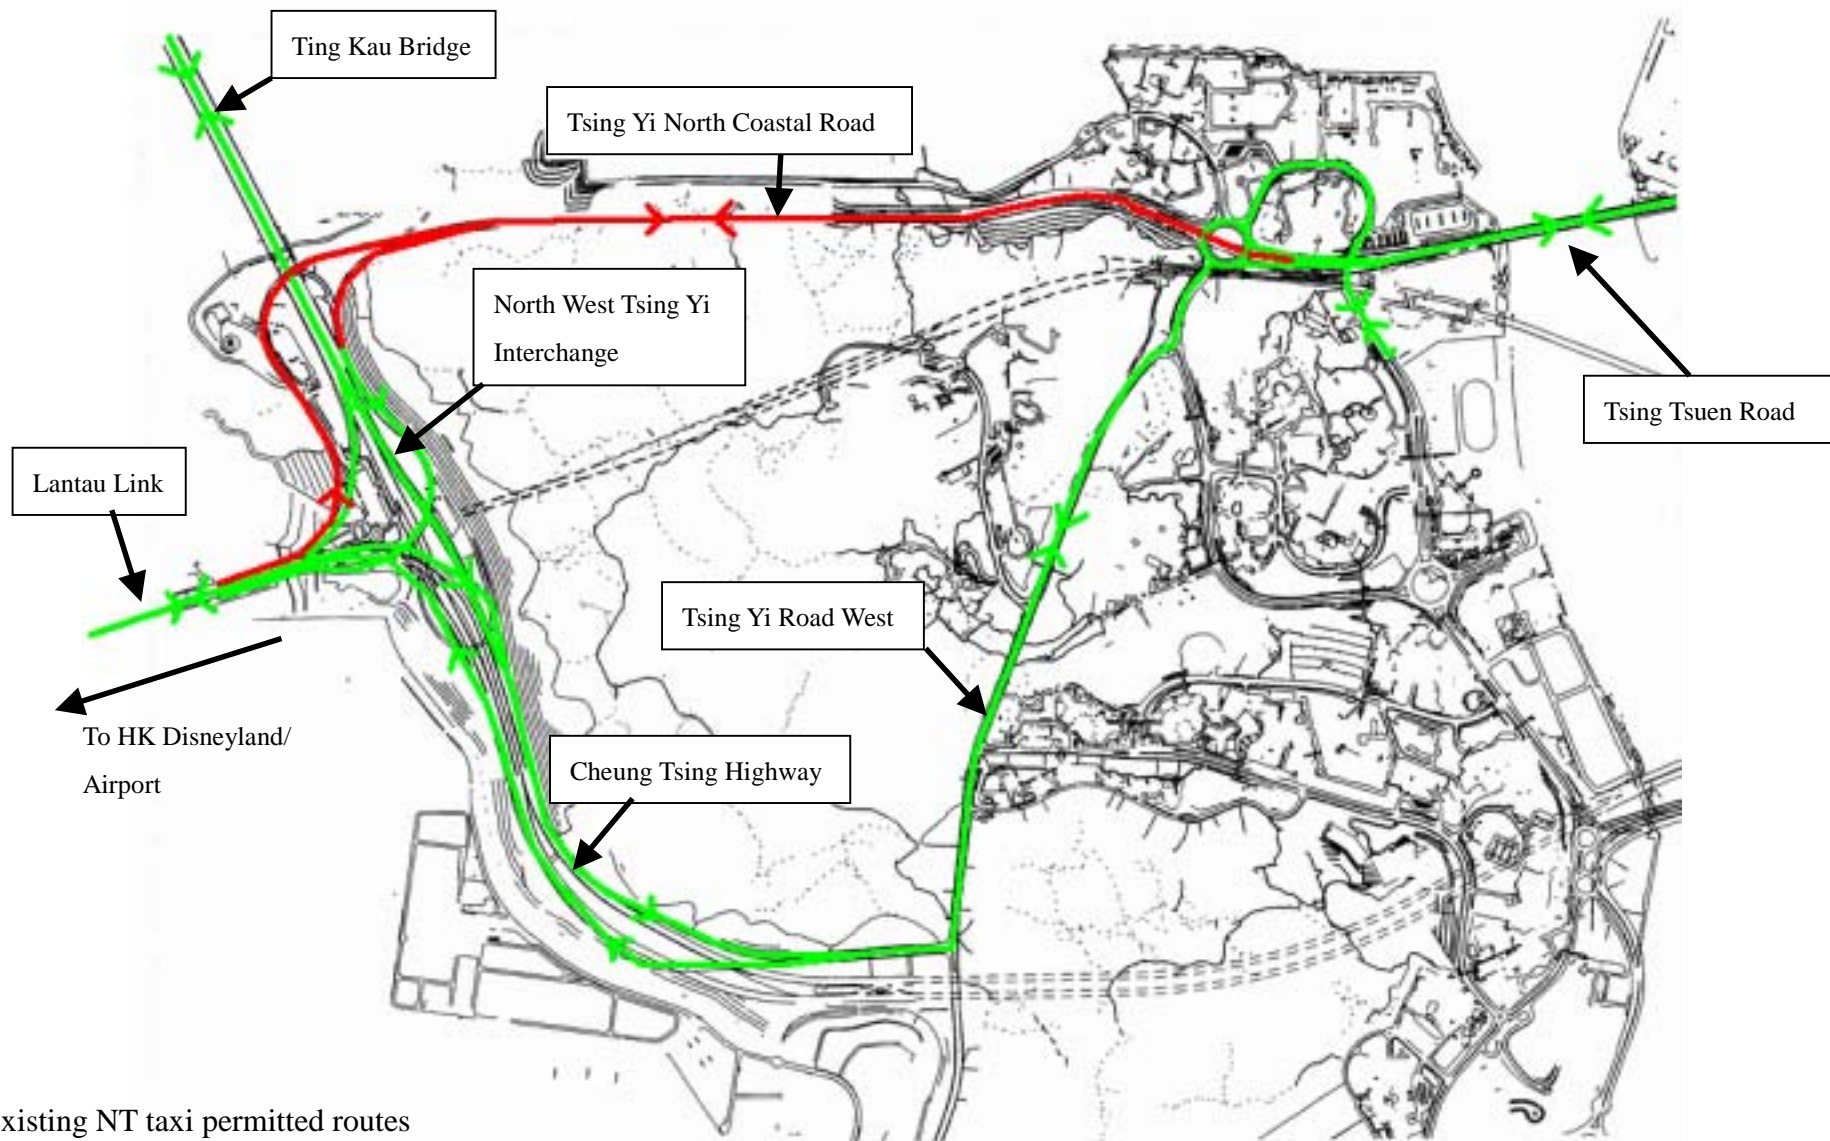 Ting Kau Bridge
Tsing Yi North Coastal Road
North West Tsing Yi
Interchange
Tsing Tsuen Road
Lantau Link
Tsing Yi Road West
To HK Disneyland/
Airport
Cheung Tsing Highway
xisting NT taxi permitted routes